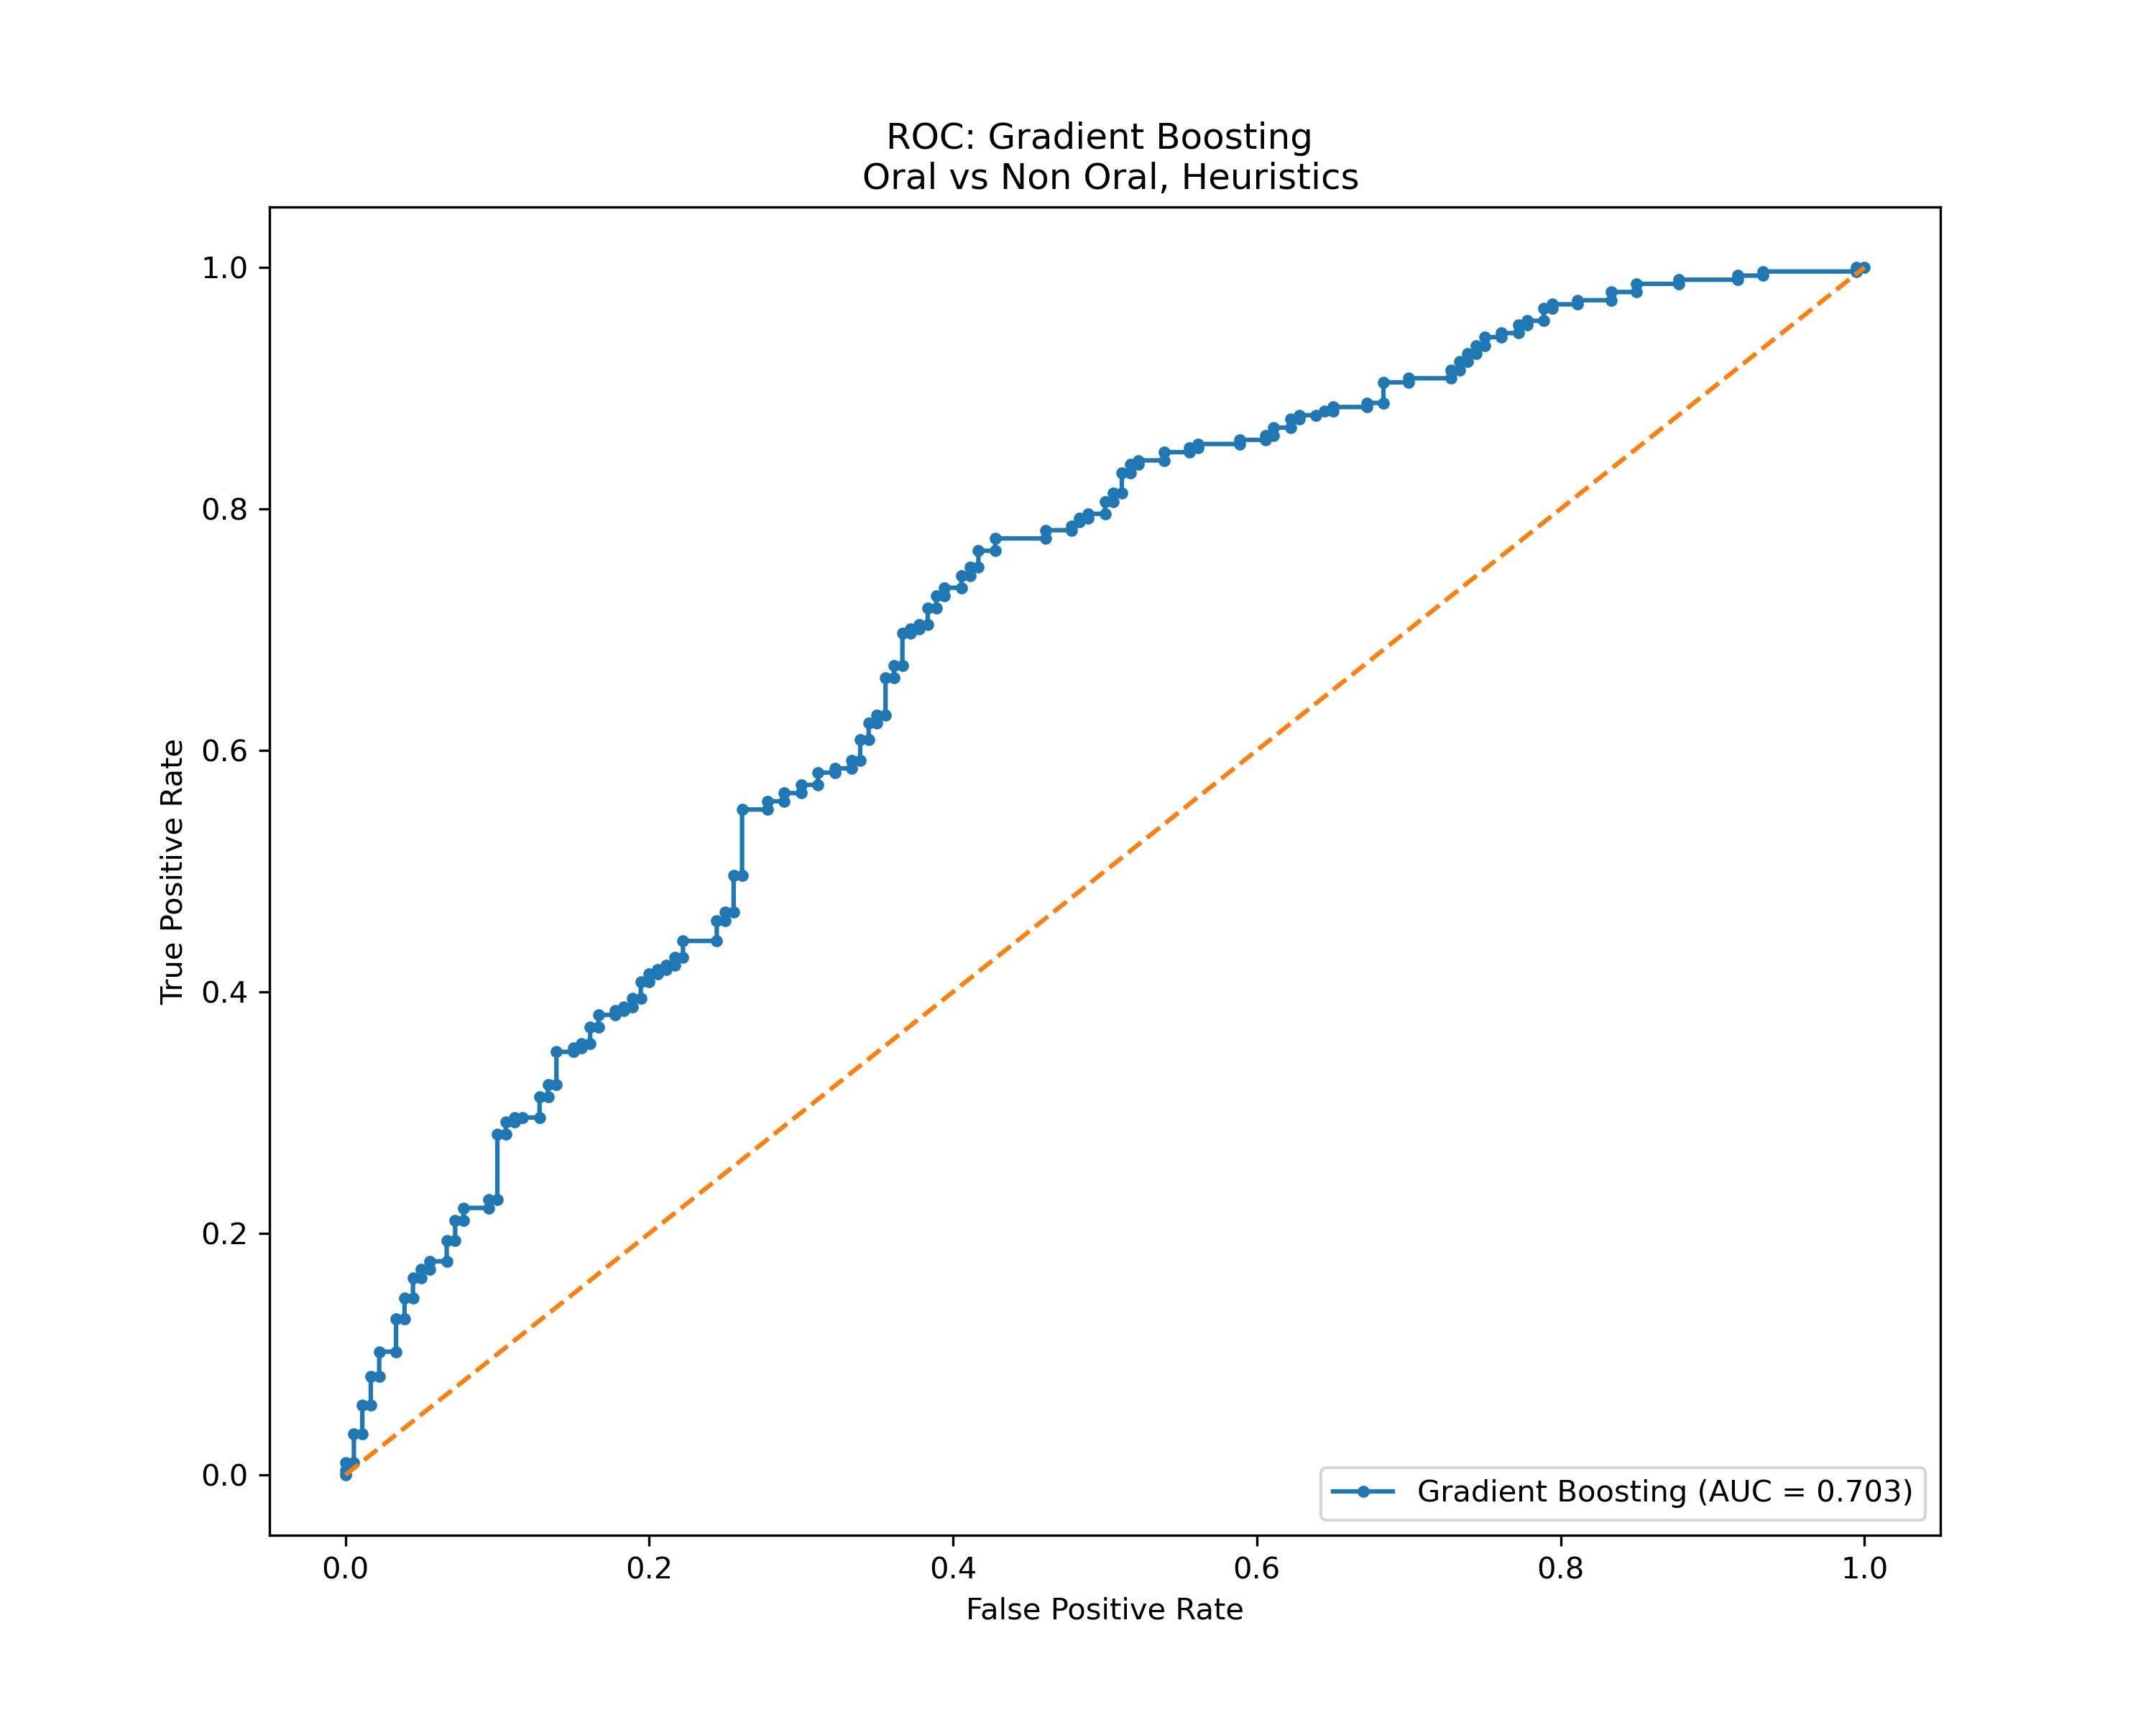 ROC: Gradient Boosting
Oral vs Non Oral, Heuristics
1.0
0.8
0.6
0.4
0.2
0.0
True Positive Rate
Gradient Boosting (AUC = 0.703)
0.0 0.2 0.4 0.6 0.8 1.0
False Positive Rate